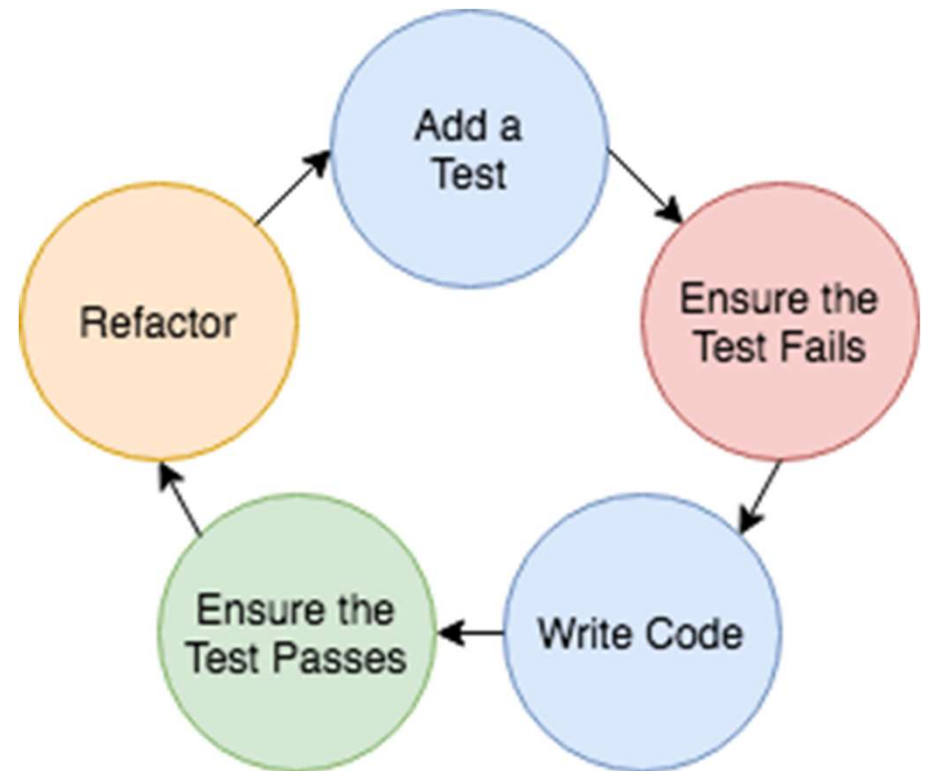 Add a
Test
Ensure the
Test Fails
Write Code
Ensure the
Test Passes
Refactor